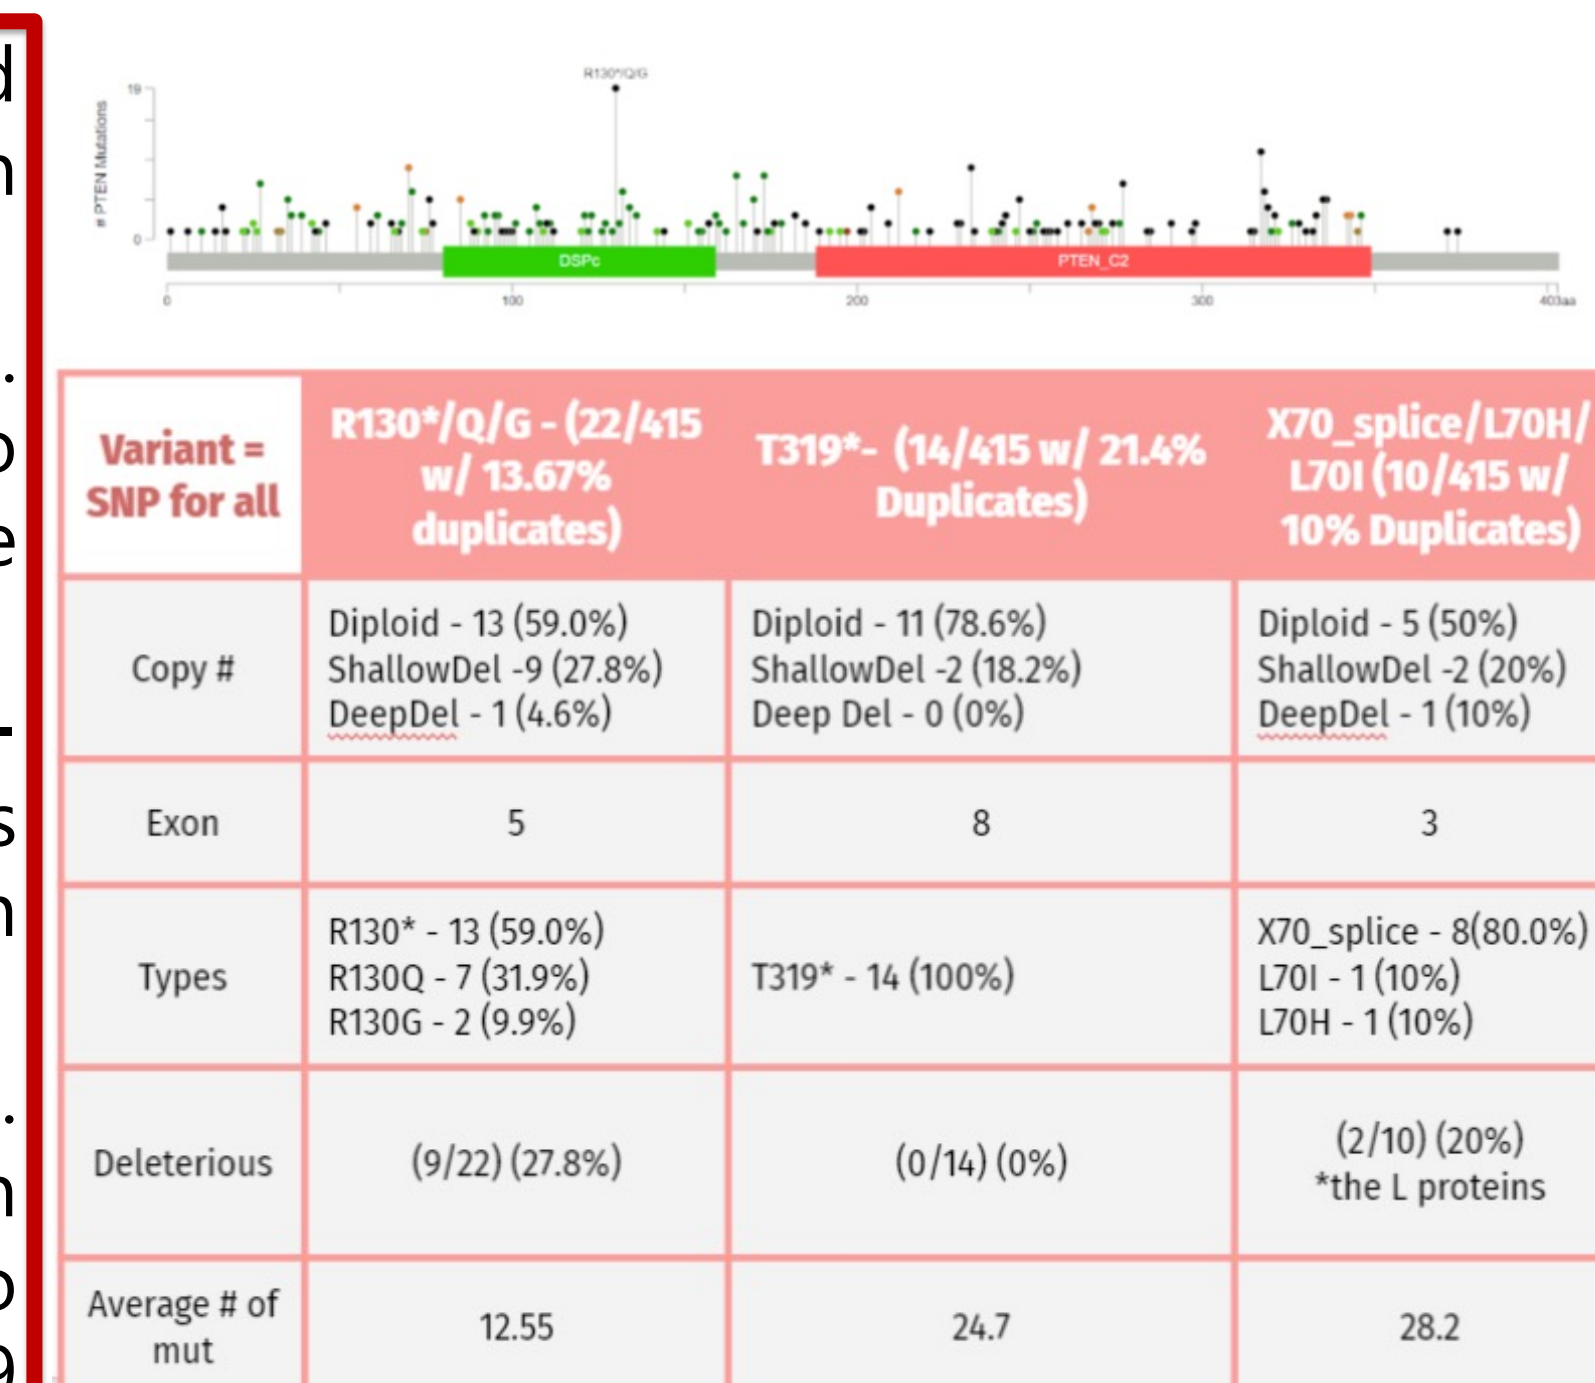 d
n
.
o
e
-
s
n
.
n
o
9
R130*/Q/G
19
# PTEN Mutations
0
DSPc
PTEN_C2
0
100
200
300
403aa
Variant =
SNP for all
R130*/Q/G - (22/415
w/ 13.67%
duplicates)
T319*- (14/415 w/ 21.4%
Duplicates)
X70_splice/L70H/
L70I (10/415 w/
10% Duplicates)
Copy #
Diploid - 13 (59.0%)
ShallowDel -9 (27.8%)
DeepDel - 1 (4.6%)
Diploid - 11 (78.6%)
ShallowDel -2 (18.2%)
Deep Del - 0 (0%)
Diploid - 5 (50%)
ShallowDel -2 (20%)
DeepDel - 1 (10%)
Exon
5
8
3
Types
R130* - 13 (59.0%)
R130Q - 7 (31.9%)
R130G - 2 (9.9%)
T319* - 14 (100%)
X70_splice - 8(80.0%)
L70I - 1 (10%)
L70H - 1 (10%)
Deleterious
(9/22) (27.8%)
(0/14) (0%)
(2/10) (20%)
*the L proteins
Average # of
mut
12.55
24.7
28.2